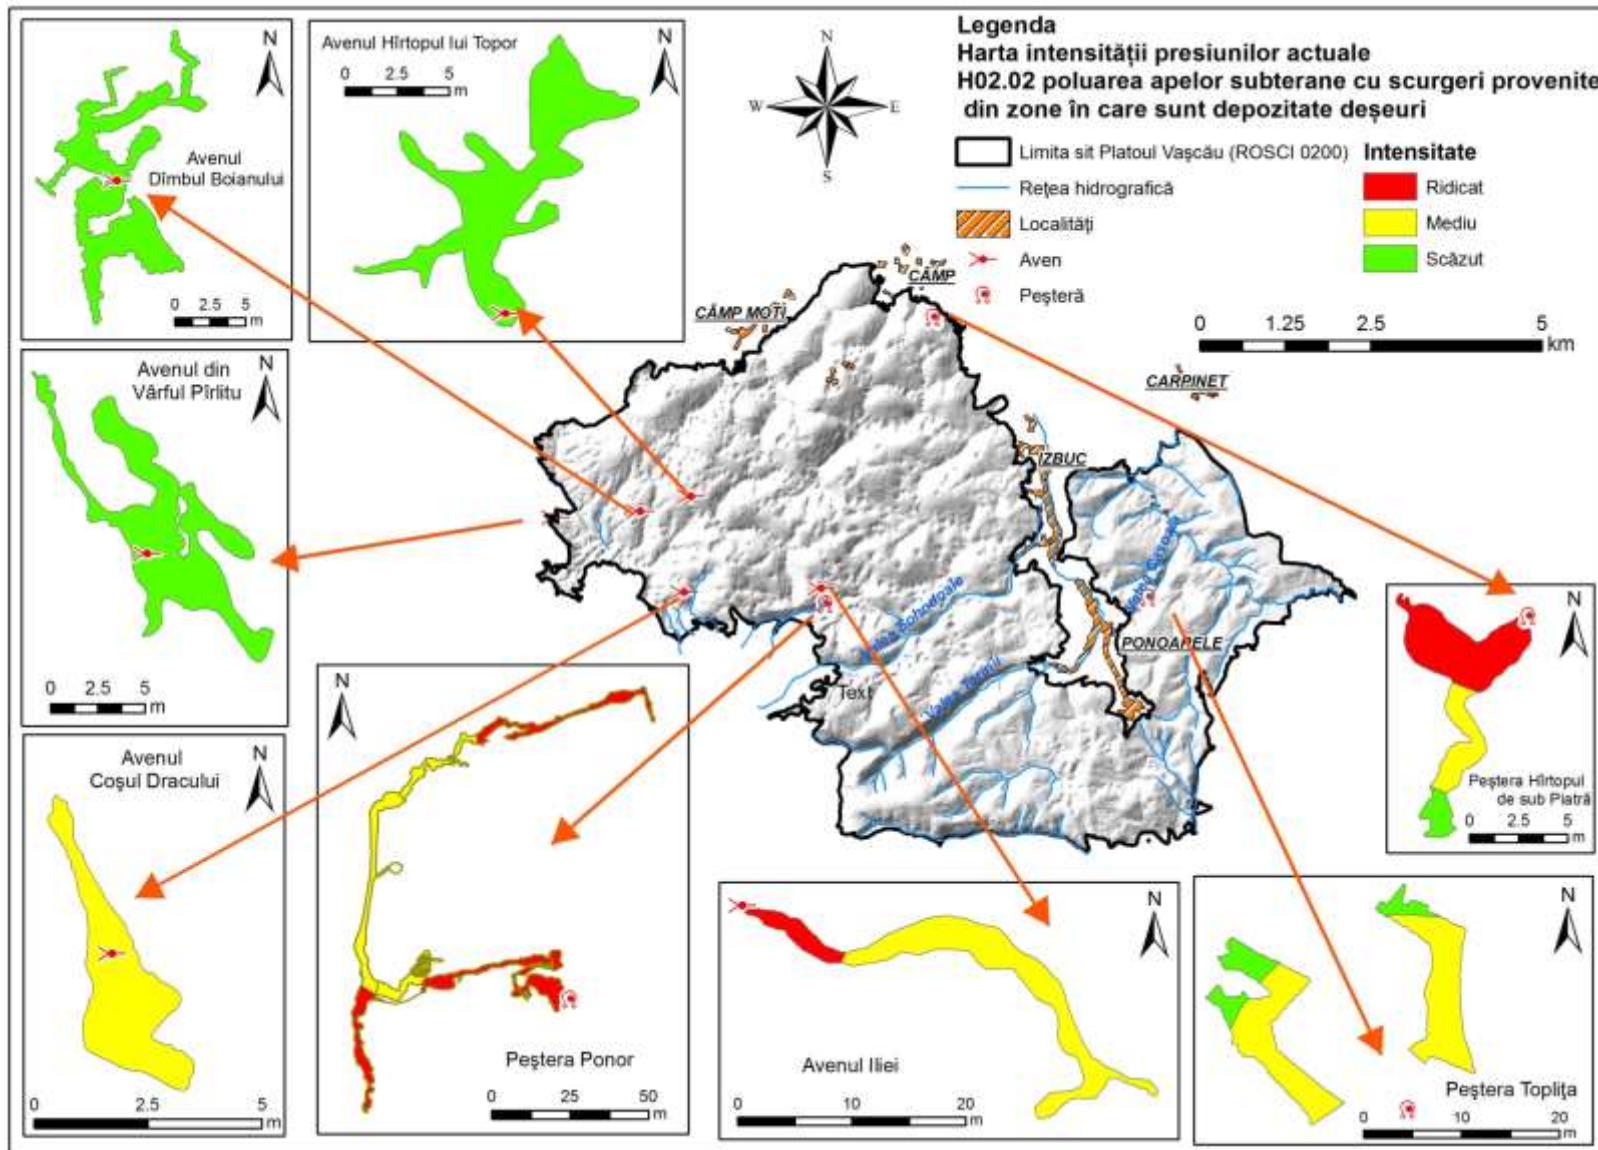 Legenda
Harta intensității presiunilor actuale
H02.02 poluarea apelor subterane cu scurgeri provenite
din zone în care sunt depozitate deșeuri
Limita sit Platoul Vașcău (ROSCI 0200)
Rețea hidrografică
Localități
Aven
Peșteră
Intensitate
Ridicat
Mediu
Scăzut
0 1.25 2.5 5
km
N
W E
S
N
Avenul
Dîmbul Boianului
0 2.5 5
m
Avenul Hîrtopul lui Topor
N
0 2.5 5
m
Avenul din
Vârful Pîrlitu
N
0 2.5 5
m
Avenul
Coșul Dracului
N
0 2.5 5
m
N
Peștera Ponor
0 25 50
m
N
Avenul Iliei
0 10 20
m
N
Peștera Toplița
0 10 20
m
N
Peștera Hîrtopul
de sub Piatră
0 2.5 5
m
CÂMP
CÂMP MOȚI
CARPINET
IZBUC
PONOARELE
Valea
Valea
Valea
Text